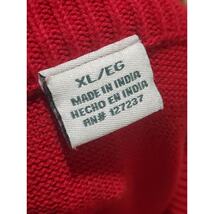 XL/EG
MADE IN INDIA
HECHO EN INDIA
RN# 127237